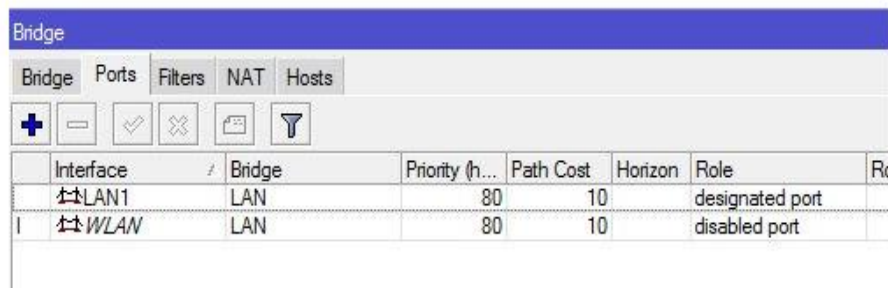 Bridge
Bridge Ports Filters NAT Hosts
Interface / Bridge Priority (h... Path Cost Horizon Role Ro
LAN1 LAN 80 10 designated port
I WLAN LAN 80 10 disabled port